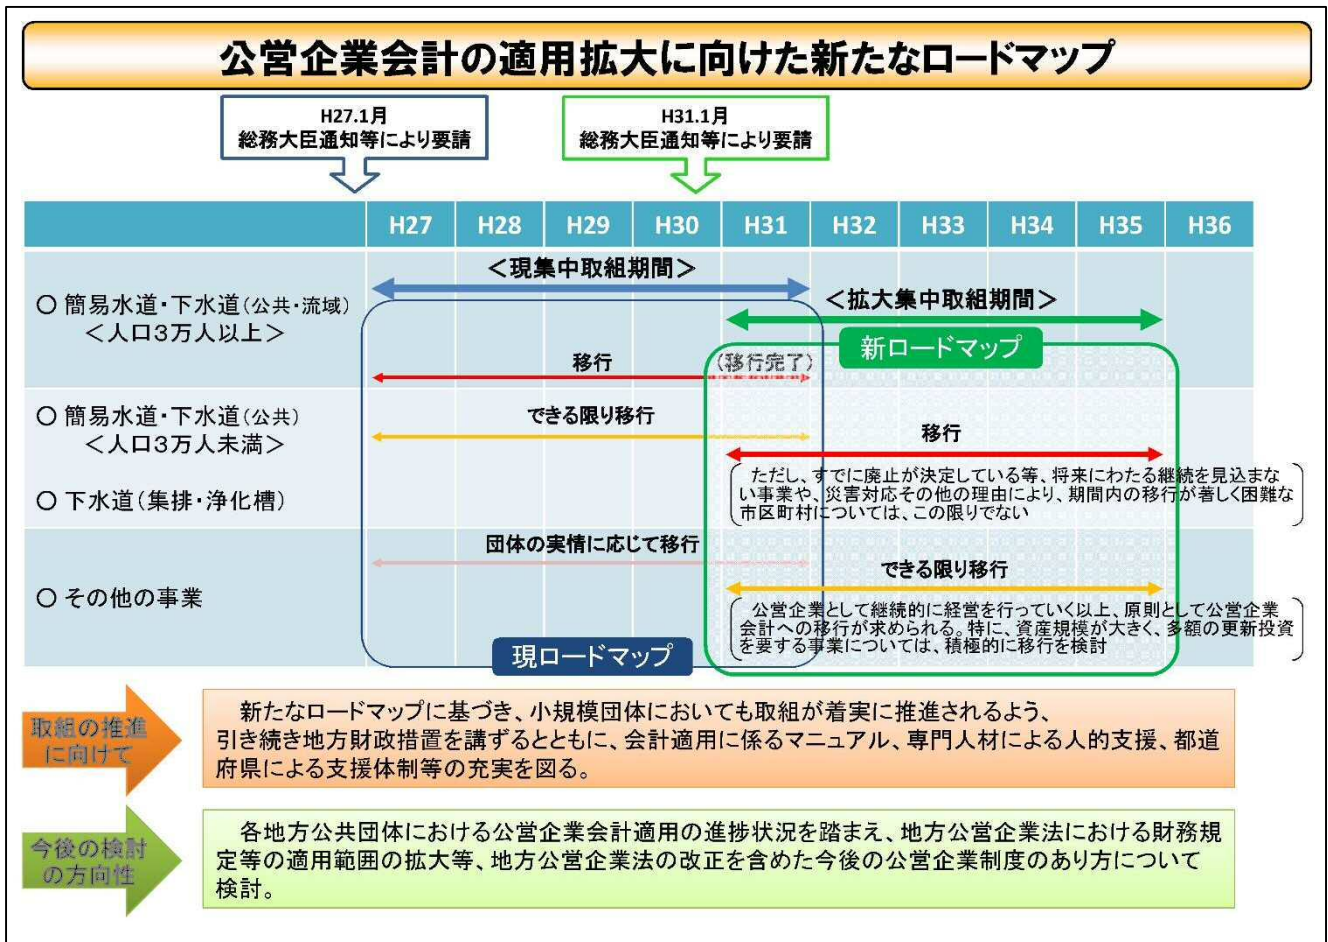 公営企業会計の適用拡大に向けた新たなロードマップ
H27.1月
総務大臣通知等により要請
H31.1月
総務大臣通知等により要請
H27 H28 H29 H30 H31 H32 H33 H34 H35 H36
○ 簡易水道・下水道(公共・流域)
＜人口3万人以上＞
＜現集中取組期間＞
＜拡大集中取組期間＞
新ロードマップ
移行
(移行完了)
○ 簡易水道・下水道(公共)
＜人口3万人未満＞
○ 下水道(集排・浄化槽)
できる限り移行
移行
ただし、すでに廃止が決定している等、将来にわたる継続を見込まな
い事業や、災害対応その他の理由により、期間内の移行が著しく困難な
市区町村については、この限りでない
○ その他の事業
団体の実情に応じて移行
できる限り移行
公営企業として継続的に経営を行っていく以上、原則として公営企業
会計への移行が求められる。特に、資産規模が大きく、多額の更新投資
を要する事業については、積極的に移行を検討
現ロードマップ
取組の推進
に向けて
新たなロードマップに基づき、小規模団体においても取組が着実に推進されるよう、
引き続き地方財政措置を講ずるとともに、会計適用に係るマニュアル、専門人材による人的支援、都道
府県による支援体制等の充実を図る。
今後の検討
の方向性
各地方公共団体における公営企業会計適用の進捗状況を踏まえ、地方公営企業法における財務規
定等の適用範囲の拡大等、地方公営企業法の改正を含めた今後の公営企業制度のあり方について
検討。